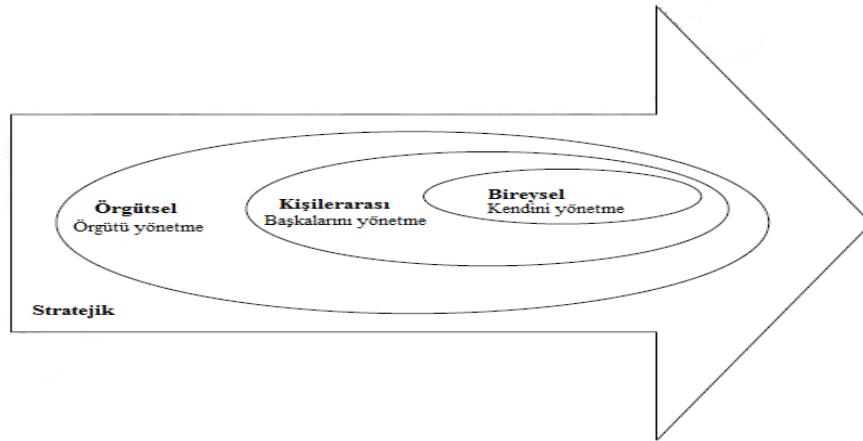 Örgütsel
Örgütü yönetme
Kişilerarası
Başkalarını yönetme
Bireysel
Kendini yönetme
Stratejik